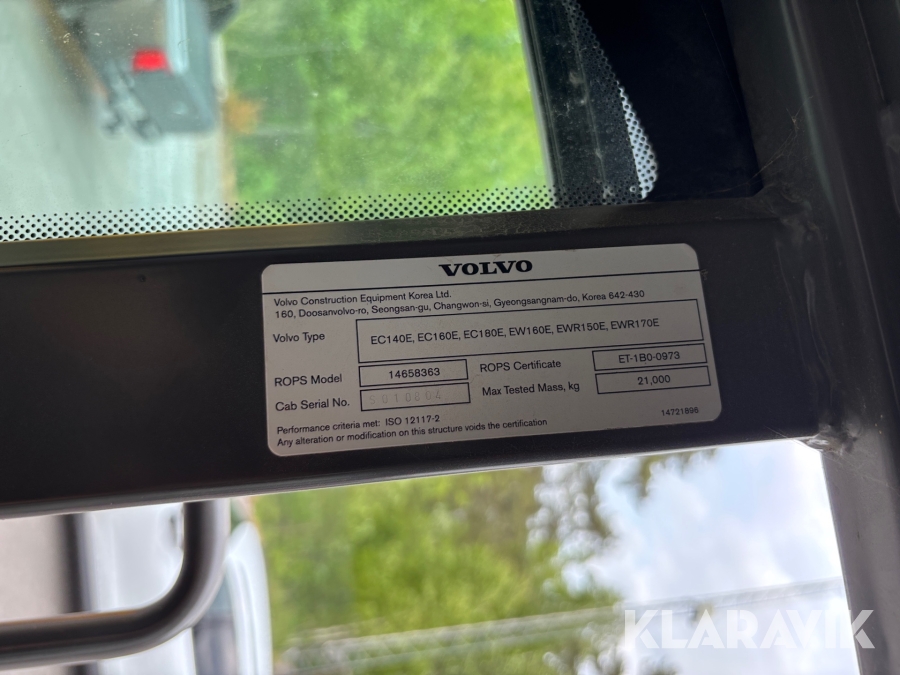 VOLVO
Volvo Construction Equipment Korea Ltd.
160, Doosanvolvo-ro, Seongsan-gu, Changwon-si, Gyeongsangnam-do, Korea 642-430
Volvo Type EC140E, EC160E, EC180E, EW160E, EWR150E, EWR170E
ROPS Model 14658363 ROPS Certificate ET-1B0-0973
Cab Serial No. Max Tested Mass, kg 21,000
Performance criteria met: ISO 12117-2
14721896
Any alteration or modification on this structure voids the certification
KLARAVIK